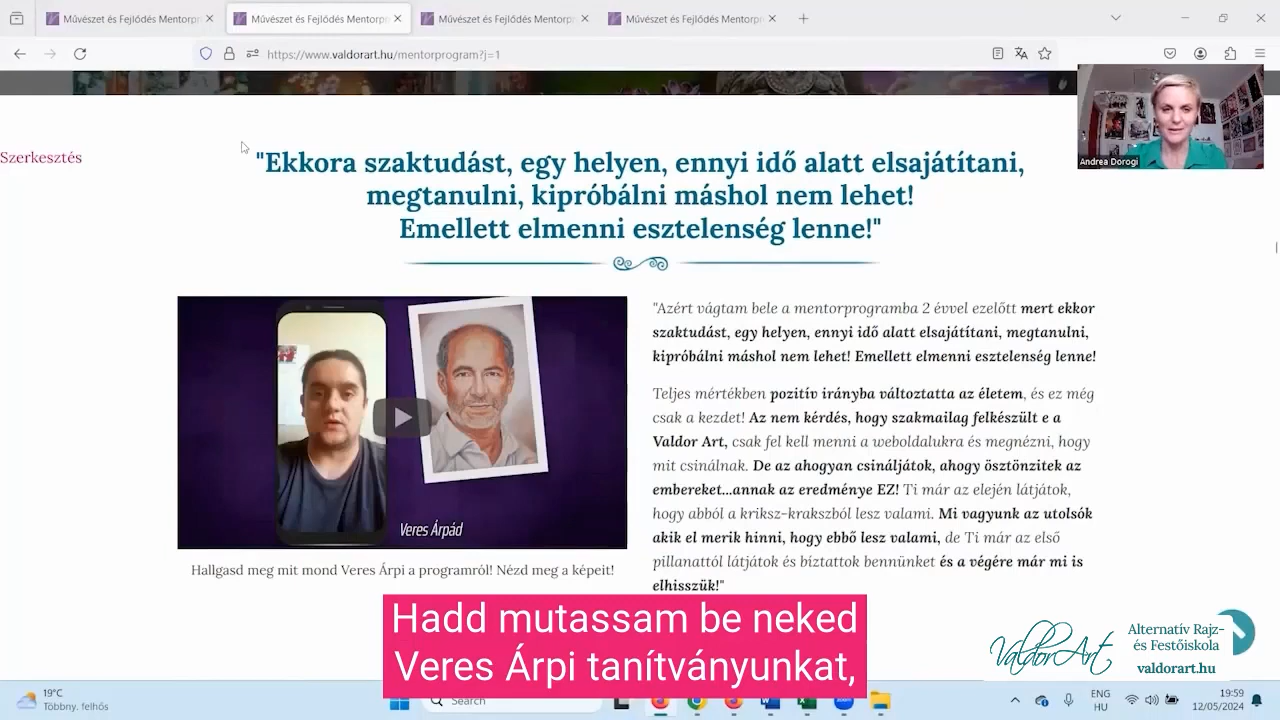 Művészet és Fejlődés Mentorpr
Művészet és Fejlődés Mentorpr
Művészet és Fejlődés Mentorpr
Művészet és Fejlődés Mentorpr
https://www.valdorart.hu/mentorprogram?j=1
Andrea Dorogi
Szerkesztés
"Ekkora szaktudást, egy helyen, ennyi idő alatt elsajátítani,
megtanulni, kipróbálni máshol nem lehet!
Emellett elmenni esztelenség lenne!"
Veres Árpád
Hallgasd meg mit mond Veres Árpi a programról! Nézd meg a képeit!
"Azért vágtam bele a mentorprogramba 2 évvel ezelőtt mert ekkor
szaktudást, egy helyen, ennyi idő alatt elsajátítani, megtanulni,
kipróbálni máshol nem lehet! Emellett elmenni esztelenség lenne!
Teljes mértékben pozitív irányba változtatta az életem, és ez még
csak a kezdet! Az nem kérdés, hogy szakmailag felkészült e a
Valdor Art, csak fel kell menni a weboldalukra és megnézni, hogy
mit csinálnak. De az ahogyan csináljátok, ahogy ösztönzitek az
embereket...annak az eredménye EZ! Ti már az elején látjátok,
hogy abból a kriksz-krakszból lesz valami. Mi vagyunk az utolsók
akik el merik hinni, hogy ebbő lesz valami, de Ti már az első
pillanattól látjátok és bíztattok bennünket és a végére már mi is
elhisszük!"
Hadd mutassam be neked
Veres Árpi tanítványunkat,
ValdorArt
Alternatív Rajz-
és Festőiskola
valdorart.hu
19°C
Többny. felhős
Search
ENG
HU
19:59
12/05/2024